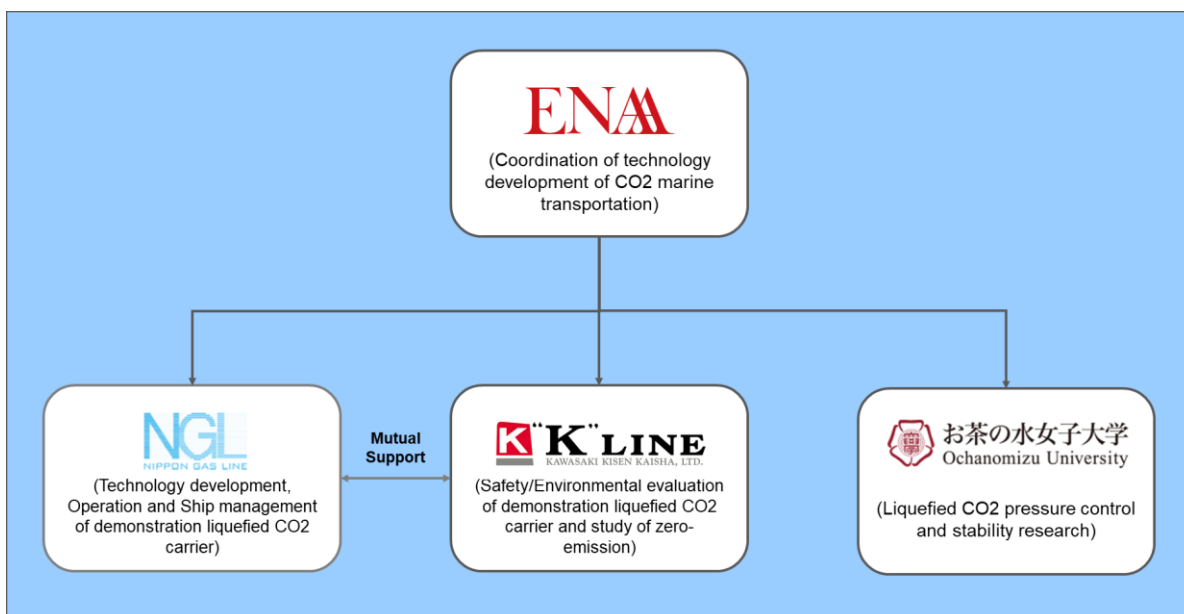 ENAA
(Coordination of technology
development of CO2 marine
transportation)
NGL
NIPPON GAS LINE
(Technology development,
Operation and Ship management
of demonstration liquefied CO2
carrier)
Mutual
Support
K "K" LINE
KAWASAKI KISEN KAISHA, LTD.
(Safety/Environmental evaluation
of demonstration liquefied CO2
carrier and study of zero-
emission)
お茶の水女子大学
Ochanomizu University
(Liquefied CO2 pressure control
and stability research)